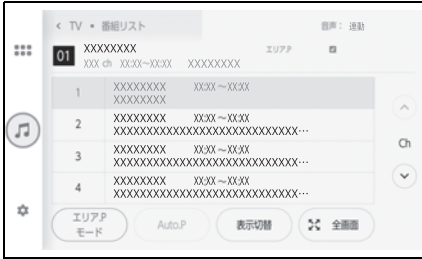 < TV • 番組リスト 音声： 連動
01 XXXXXXXX エリアP
XXX ch XX:XX～XX:XX XXXXXXXX
1 XXXXXXXX XX:XX～XX:XX
XXXXXXXX
2 XXXXXXXX XX:XX～XX:XX
XXXXXXXXXXXXXXXXXXXXXXXXXXXX…
3 XXXXXXXX XX:XX～XX:XX
XXXXXXXXXXXXXXXXXXXXXXXXXXXX…
4 XXXXXXXX XX:XX～XX:XX
XXXXXXXXXXXXXXXXXXXXXXXXXXXX…
Ch
エリアP
モード
Auto.P
表示切替
全画面